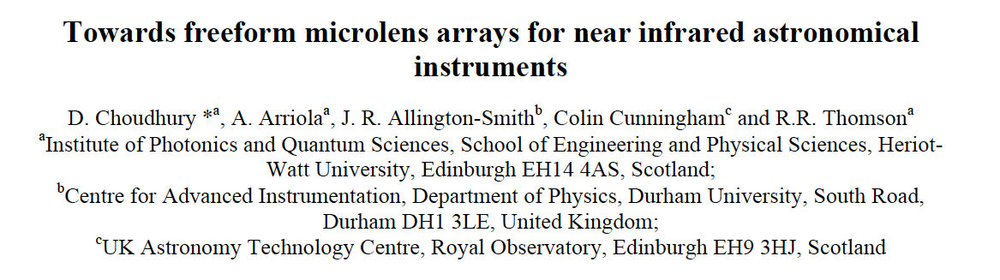 Towards freeform microlens arrays for near infrared astronomical
instruments
D. Choudhury *a, A. Arriolaa, J. R. Allington-Smithb, Colin Cunninghamc and R.R. Thomsona
aInstitute of Photonics and Quantum Sciences, School of Engineering and Physical Sciences, Heriot-
Watt University, Edinburgh EH14 4AS, Scotland;
bCentre for Advanced Instrumentation, Department of Physics, Durham University, South Road,
Durham DH1 3LE, United Kingdom;
cUK Astronomy Technology Centre, Royal Observatory, Edinburgh EH9 3HJ, Scotland